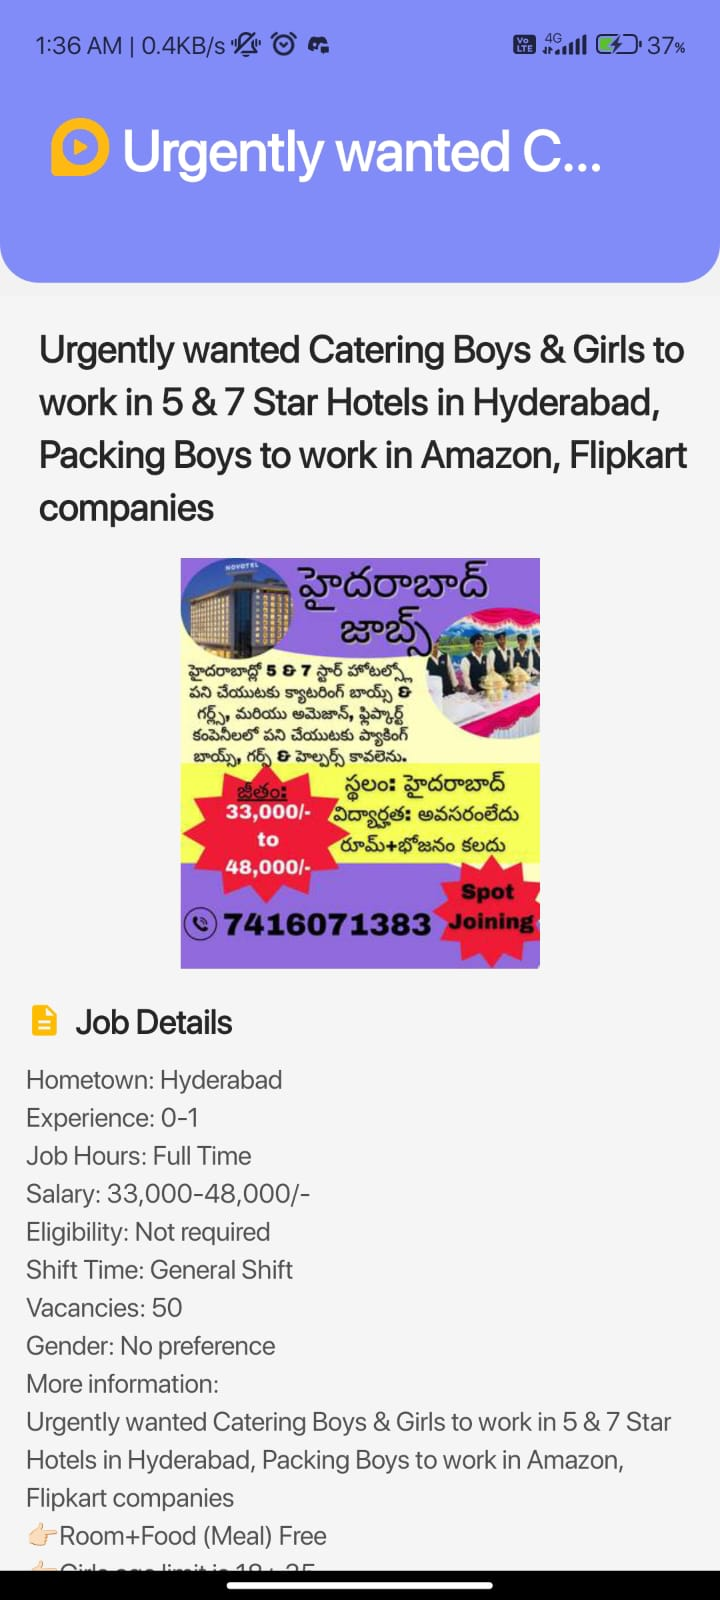 1:36 AM | 0.4KB/s
Vo LTE 4G 37%
Urgently wanted C...
Urgently wanted Catering Boys & Girls to
work in 5 & 7 Star Hotels in Hyderabad,
Packing Boys to work in Amazon, Flipkart
companies
NOVOTEL
హైదరాబాద్
జాబ్స్
హైదరాబాద్లో 5 & 7 స్టార్ హోటల్స్లో
పని చేయుటకు క్యాటరింగ్ బాయ్స్ &
గర్ల్స్, మరియు అమెజాన్, ఫ్లిప్కార్ట్
కంపెనీలలో పని చేయుటకు ప్యాకింగ్
బాయ్స్, గర్ల్స్ & హెల్పర్స్ కావలెను.
జీతం:
33,000/-
to
48,000/-
స్థలం: హైదరాబాద్
విద్యార్హత: అవసరంలేదు
రూమ్+భోజనం కలదు
7416071383
Spot
Joining
Job Details
Hometown: Hyderabad
Experience: 0-1
Job Hours: Full Time
Salary: 33,000-48,000/-
Eligibility: Not required
Shift Time: General Shift
Vacancies: 50
Gender: No preference
More information:
Urgently wanted Catering Boys & Girls to work in 5 & 7 Star
Hotels in Hyderabad, Packing Boys to work in Amazon,
Flipkart companies
👉🏻Room+Food (Meal) Free